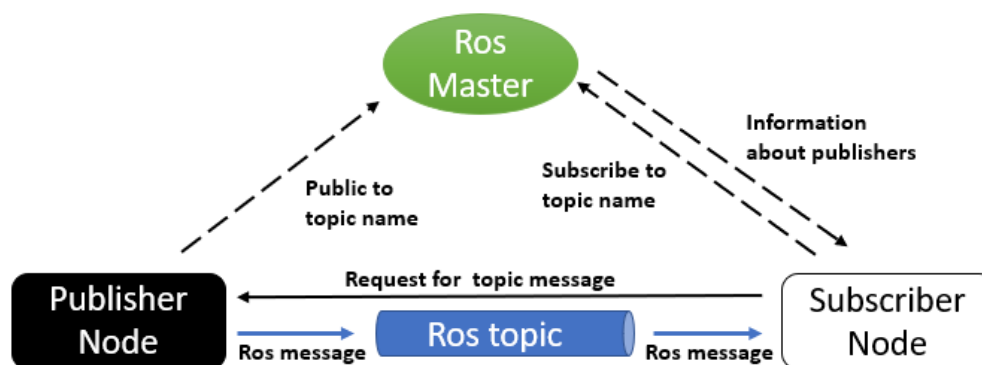 Ros
Master
Information
about publishers
Subscribe to
topic name
Public to
topic name
Request for topic message
Publisher
Node
Ros topic
Subscriber
Node
Ros message
Ros message